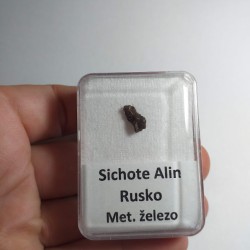 Sichote Alin
Rusko
Met. železo